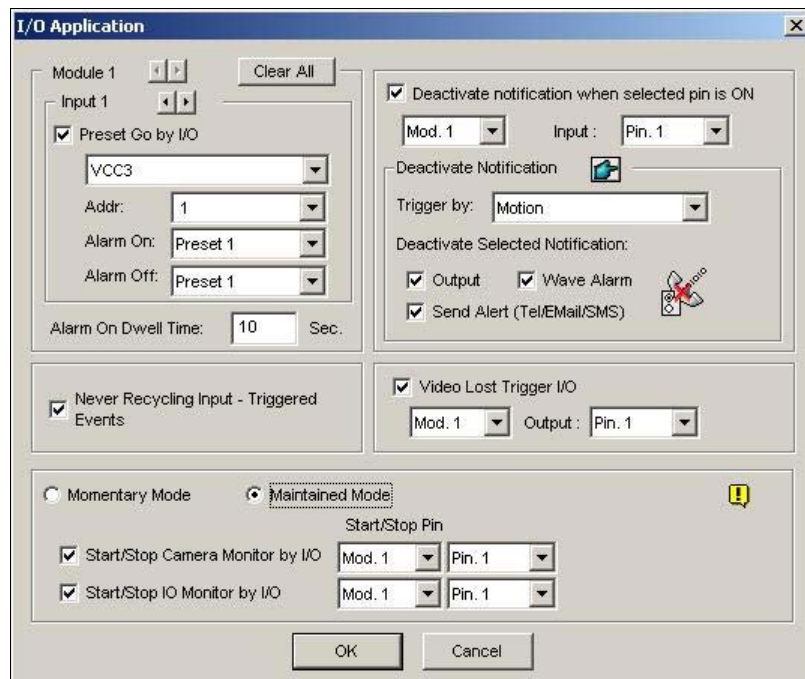 I/O Application
Module 1
Clear All
Input 1
Preset Go by I/O
VCC3
Addr: 1
Alarm On: Preset 1
Alarm Off: Preset 1
Alarm On Dwell Time: 10 Sec.
Deactivate notification when selected pin is ON
Mod. 1 Input : Pin. 1
Deactivate Notification
Trigger by: Motion
Deactivate Selected Notification:
Output Wave Alarm
Send Alert (Tel/EMail/SMS)
Never Recycling Input - Triggered
Events
Video Lost Trigger I/O
Mod. 1 Output : Pin. 1
Momentary Mode Maintained Mode
Start/Stop Pin
Start/Stop Camera Monitor by I/O Mod. 1 Pin. 1
Start/Stop IO Monitor by I/O Mod. 1 Pin. 1
OK Cancel